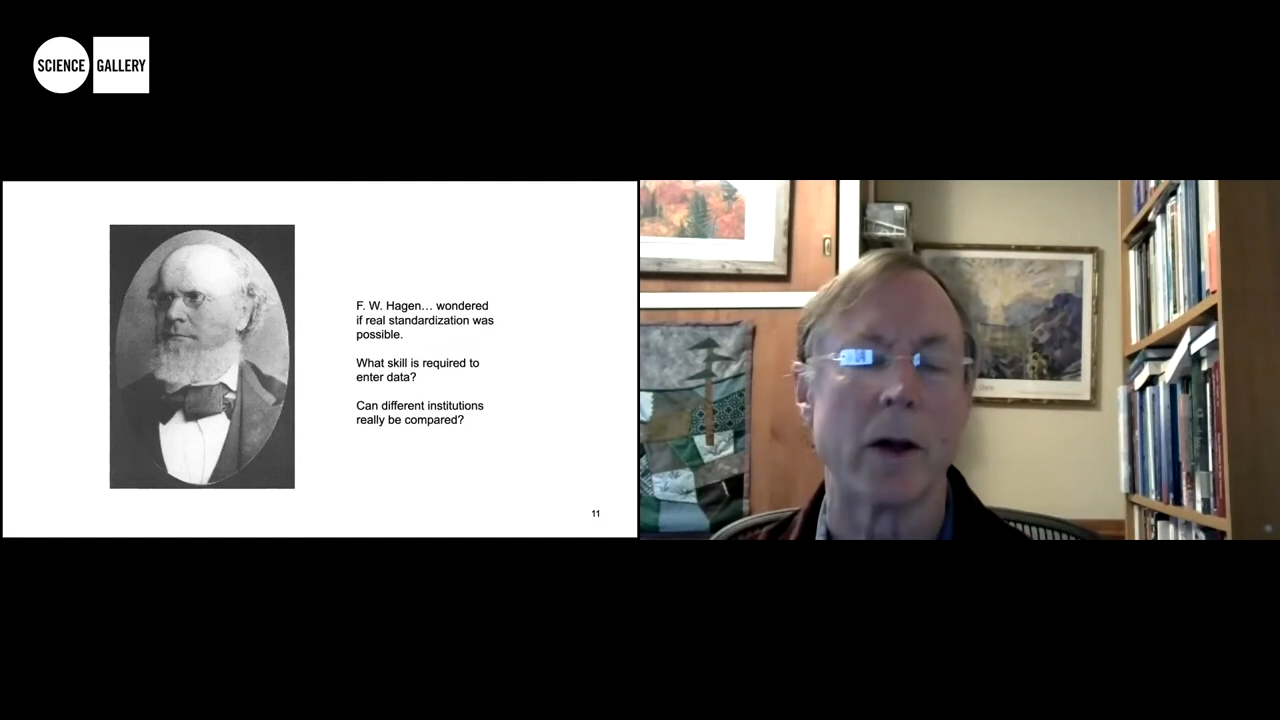 SCIENCE GALLERY
F. W. Hagen… wondered
if real standardization was
possible.
What skill is required to
enter data?
Can different institutions
really be compared?
11